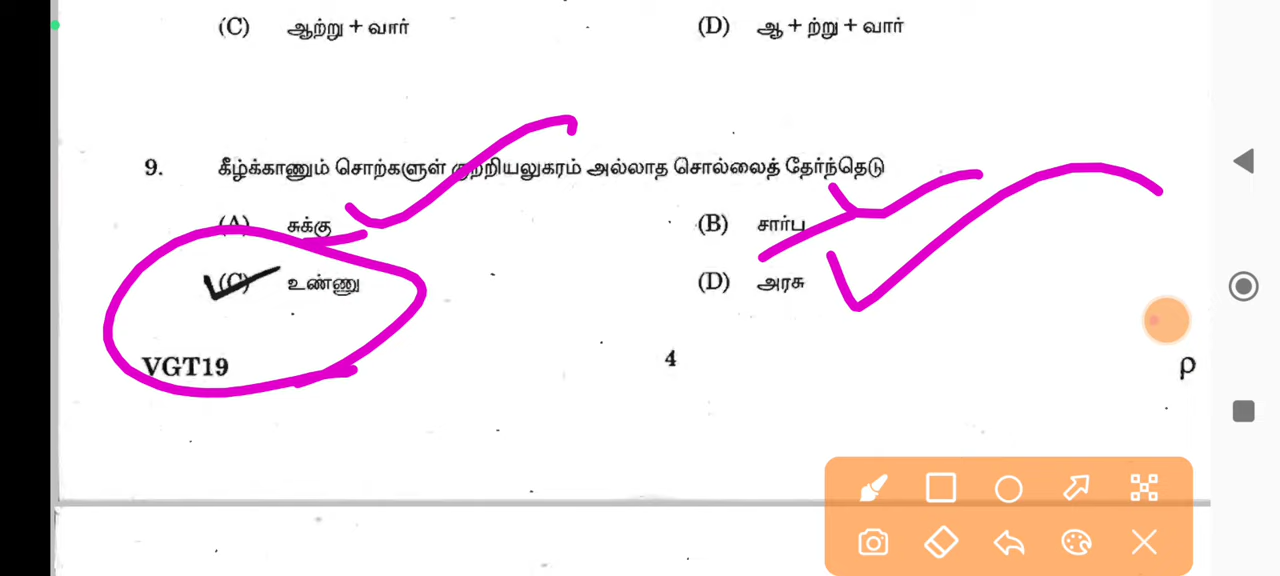 (C) ஆற்று + வார் (D) ஆ + ற்று + வார்
9. கீழ்க்காணும் சொற்களுள் குற்றியலுகரம் அல்லாத சொல்லைத் தேர்ந்தெடு
(A) சுக்கு (B) சார்பு
(C) உண்ணு (D) அரசு
VGT19 4 ρ